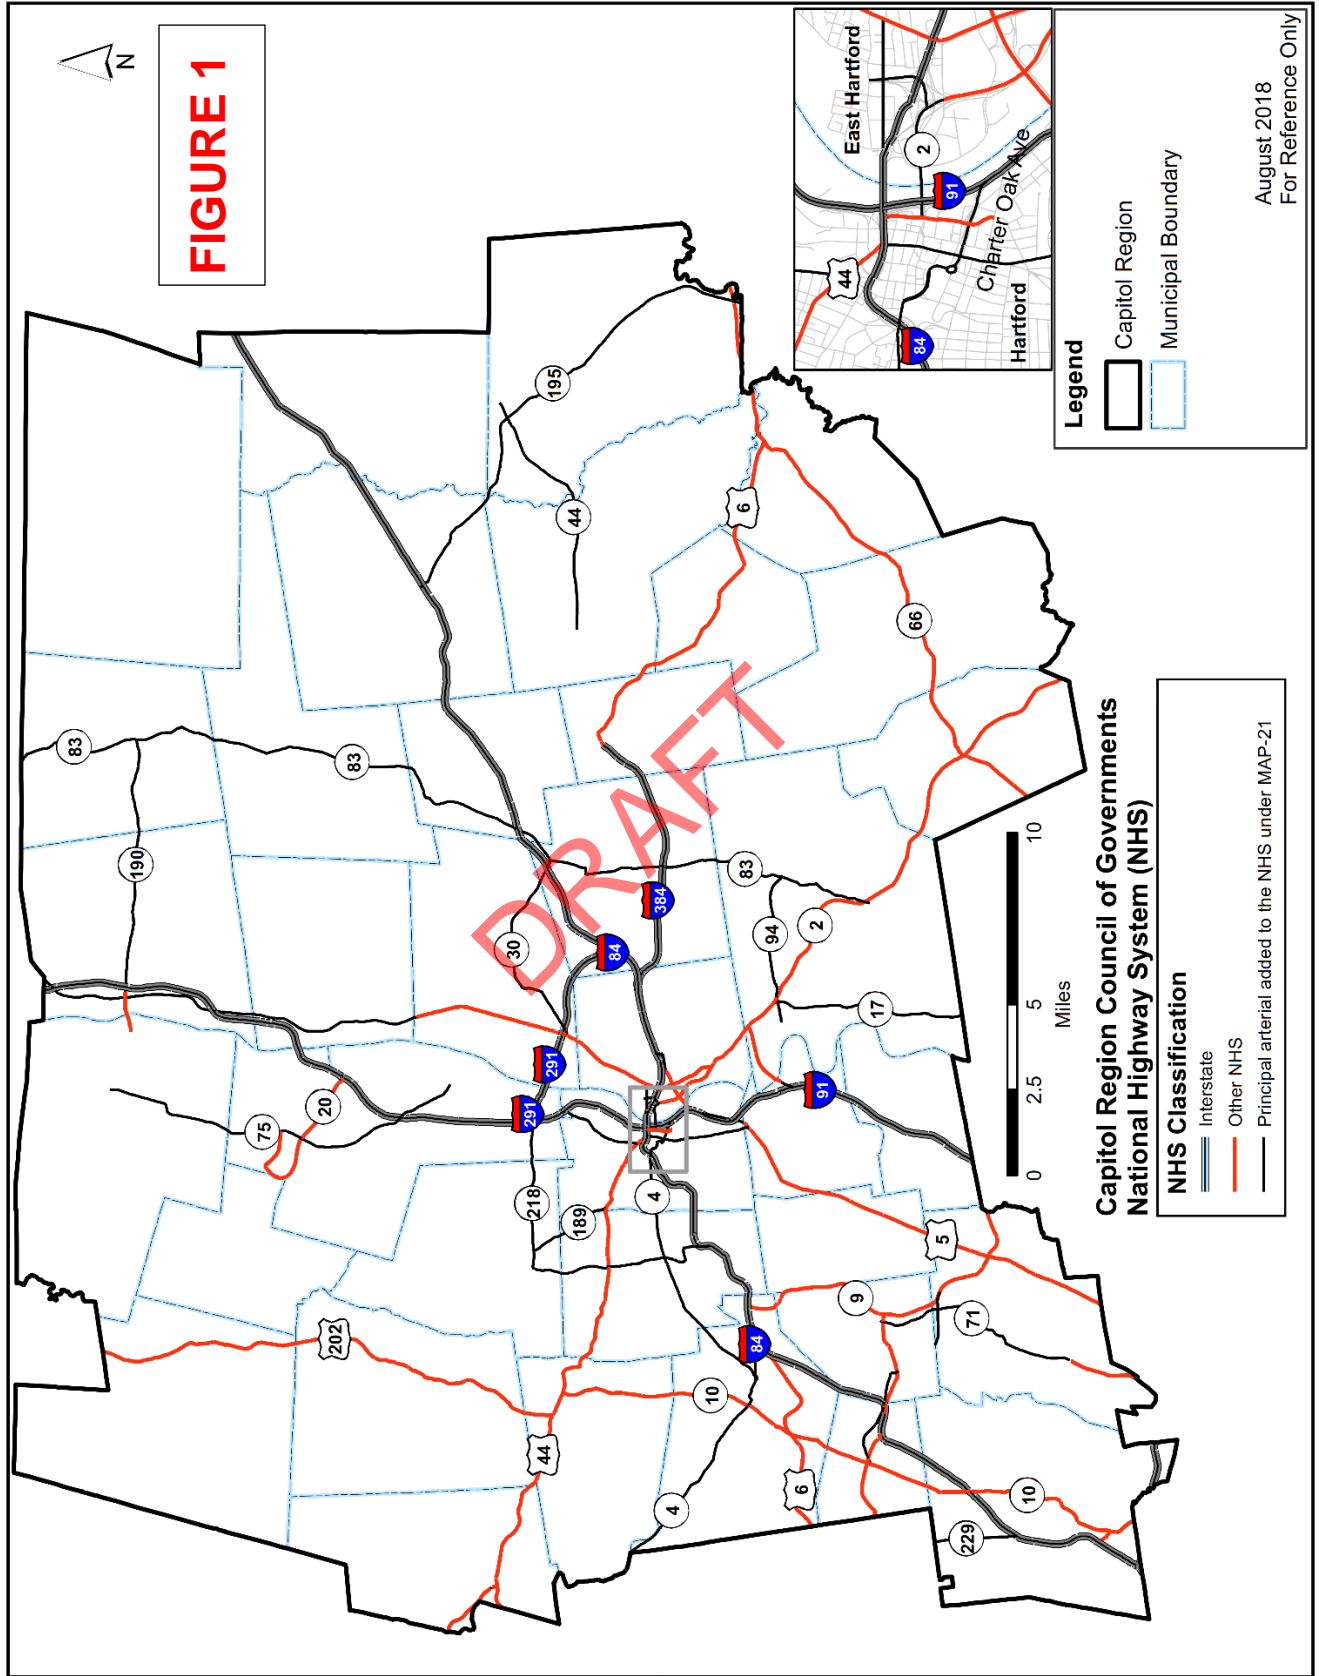 FIGURE 1
N
83
190
83
75
20
202
218
189
291
291
30
84
4
44
10
4
6
84
9
5
71
10
229
91
384
83
94
2
17
195
44
6
66
DRAFT
East Hartford
44
2
91
Charter Oak Ave
84
Hartford
0
2.5
5
10
Miles
Capitol Region Council of Governments
National Highway System (NHS)
NHS Classification
Interstate
Other NHS
Principal arterial added to the NHS under MAP-21
Legend
Capitol Region
Municipal Boundary
August 2018
For Reference Only